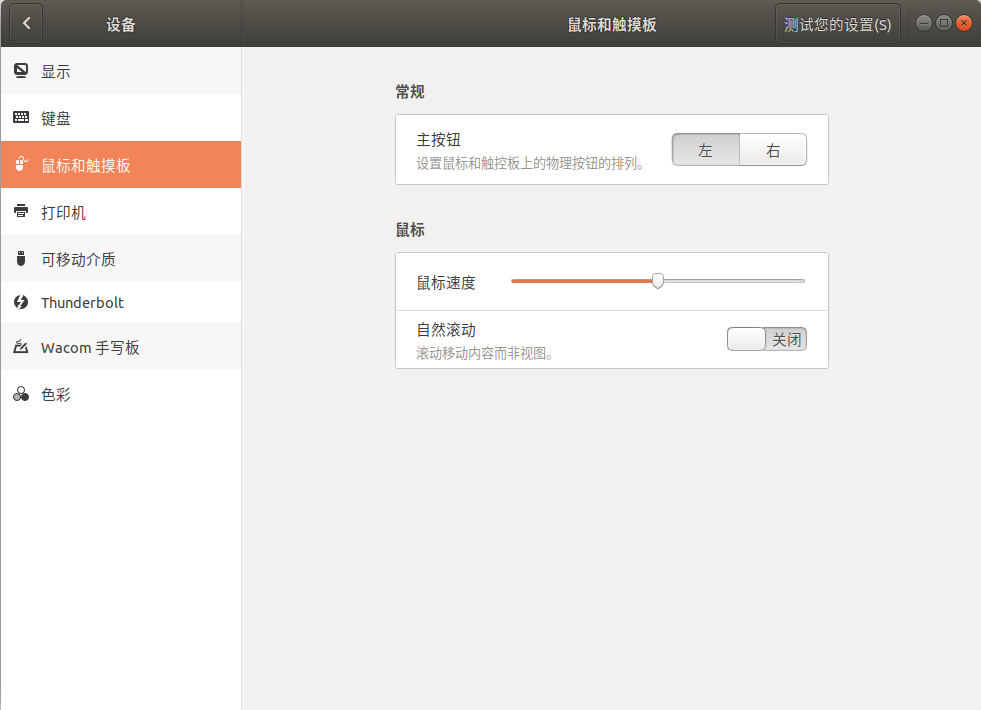 设备
鼠标和触摸板
测试您的设置(S)
显示
键盘
鼠标和触摸板
打印机
可移动介质
Thunderbolt
Wacom 手写板
色彩
常规
主按钮
设置鼠标和触控板上的物理按钮的排列。
左
右
鼠标
鼠标速度
自然滚动
滚动移动内容而非视图。
关闭